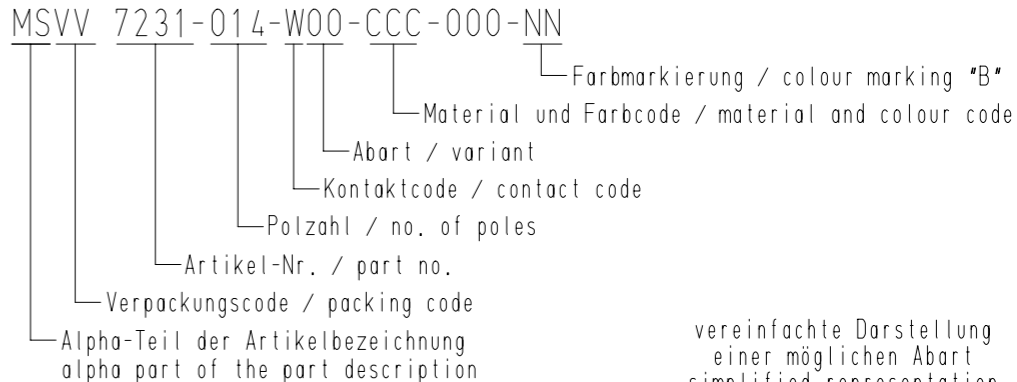 MSVV 7231-014-W00-CCC-000-NN
Farbmarkierung / colour marking "B"
Material und Farbcode / material and colour code
Abart / variant
Kontaktcode / contact code
Polzahl / no. of poles
Artikel-Nr. / part no.
Verpackungscode / packing code
Alpha-Teil der Artikelbezeichnung
alpha part of the part description
vereinfachte Darstellung
einer möglichen Abart
simplified representation